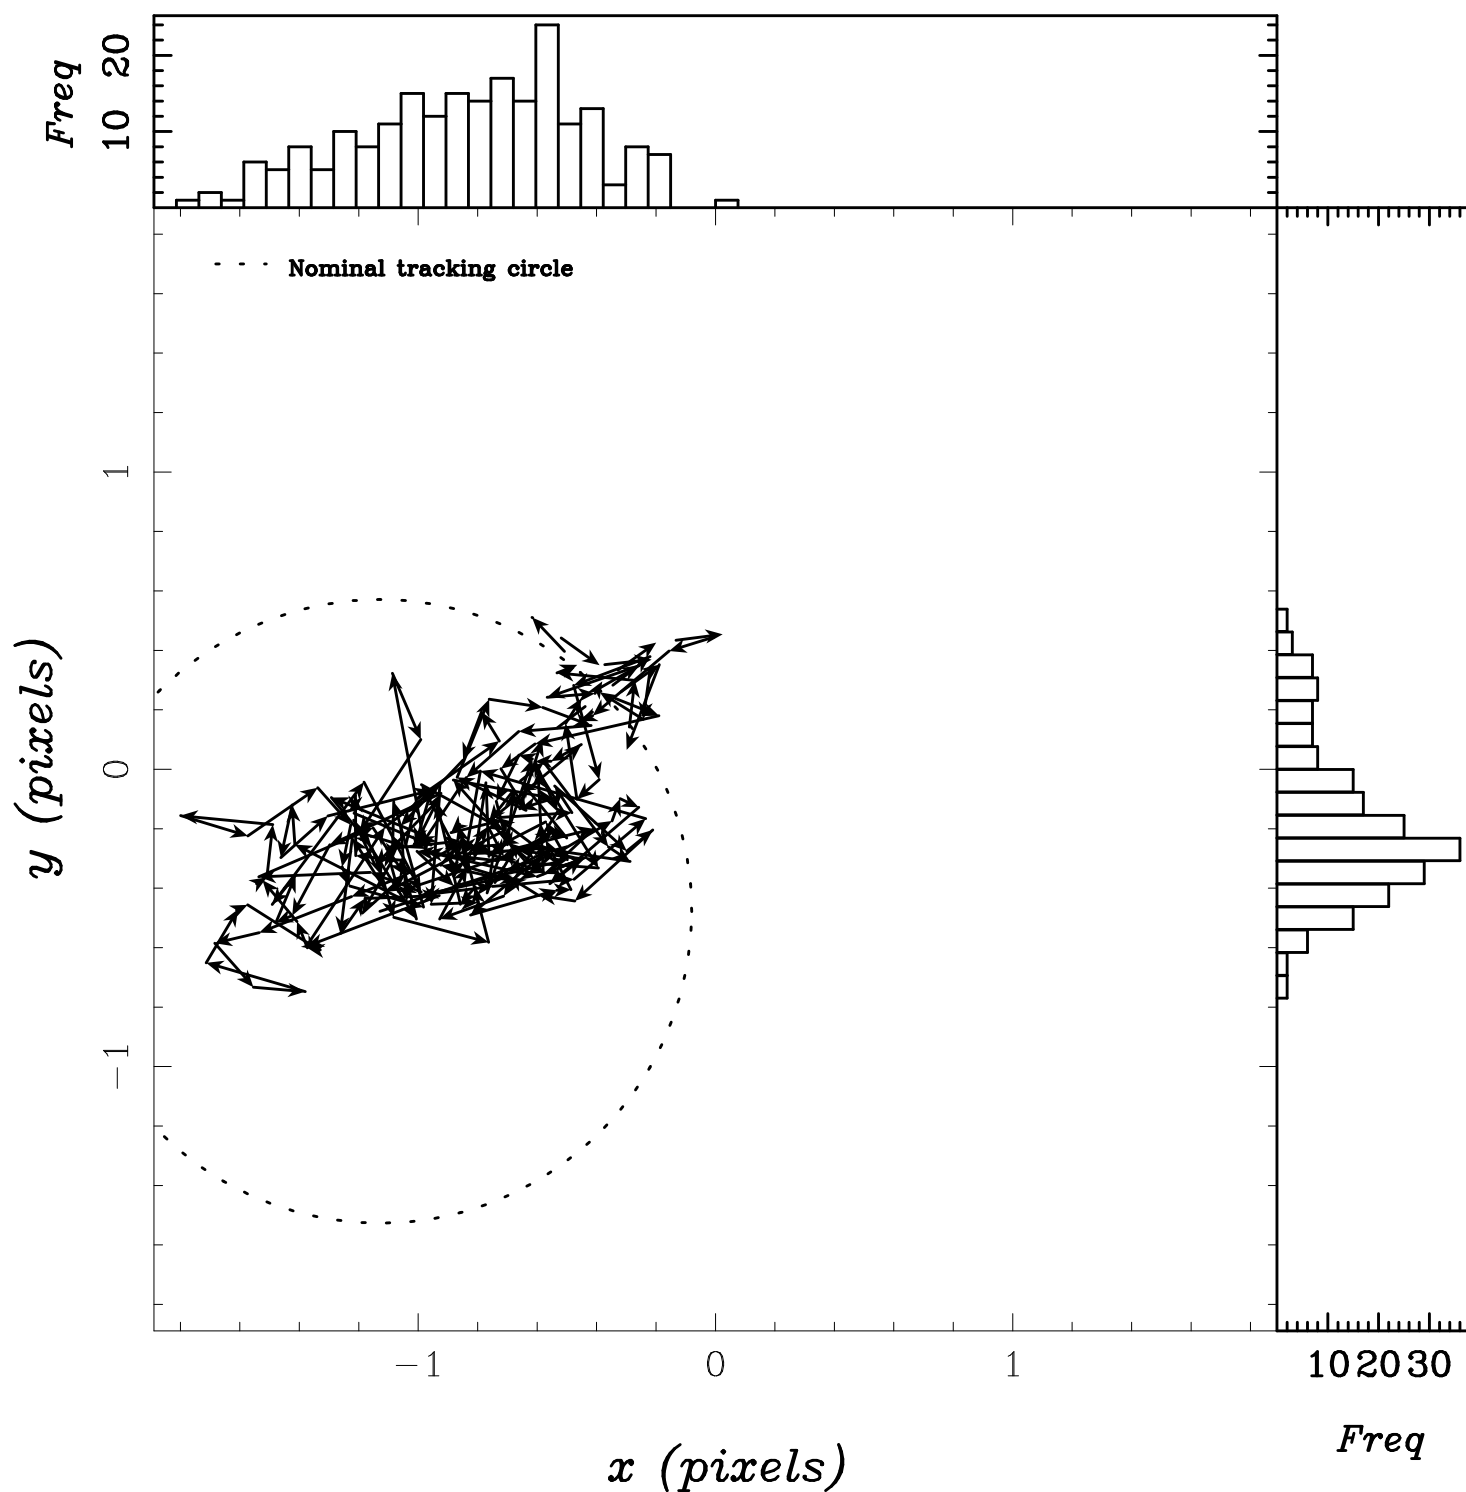 Freq
20
10
Nominal tracking circle
1
0
−1
y (pixels)
−1 0 1
10 20 30
Freq
x (pixels)